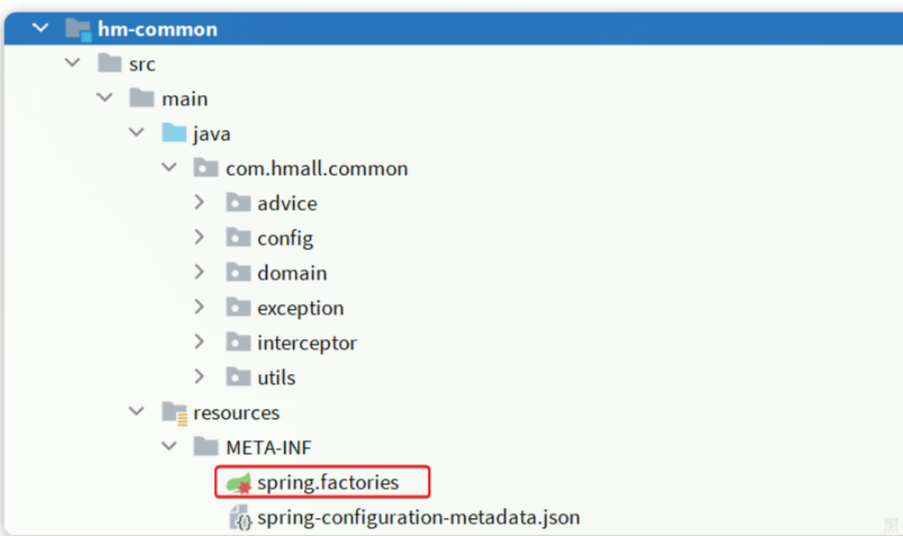 hm-common
src
main
java
com.hmall.common
advice
config
domain
exception
interceptor
utils
resources
META-INF
spring.factories
spring-configuration-metadata.json
黑